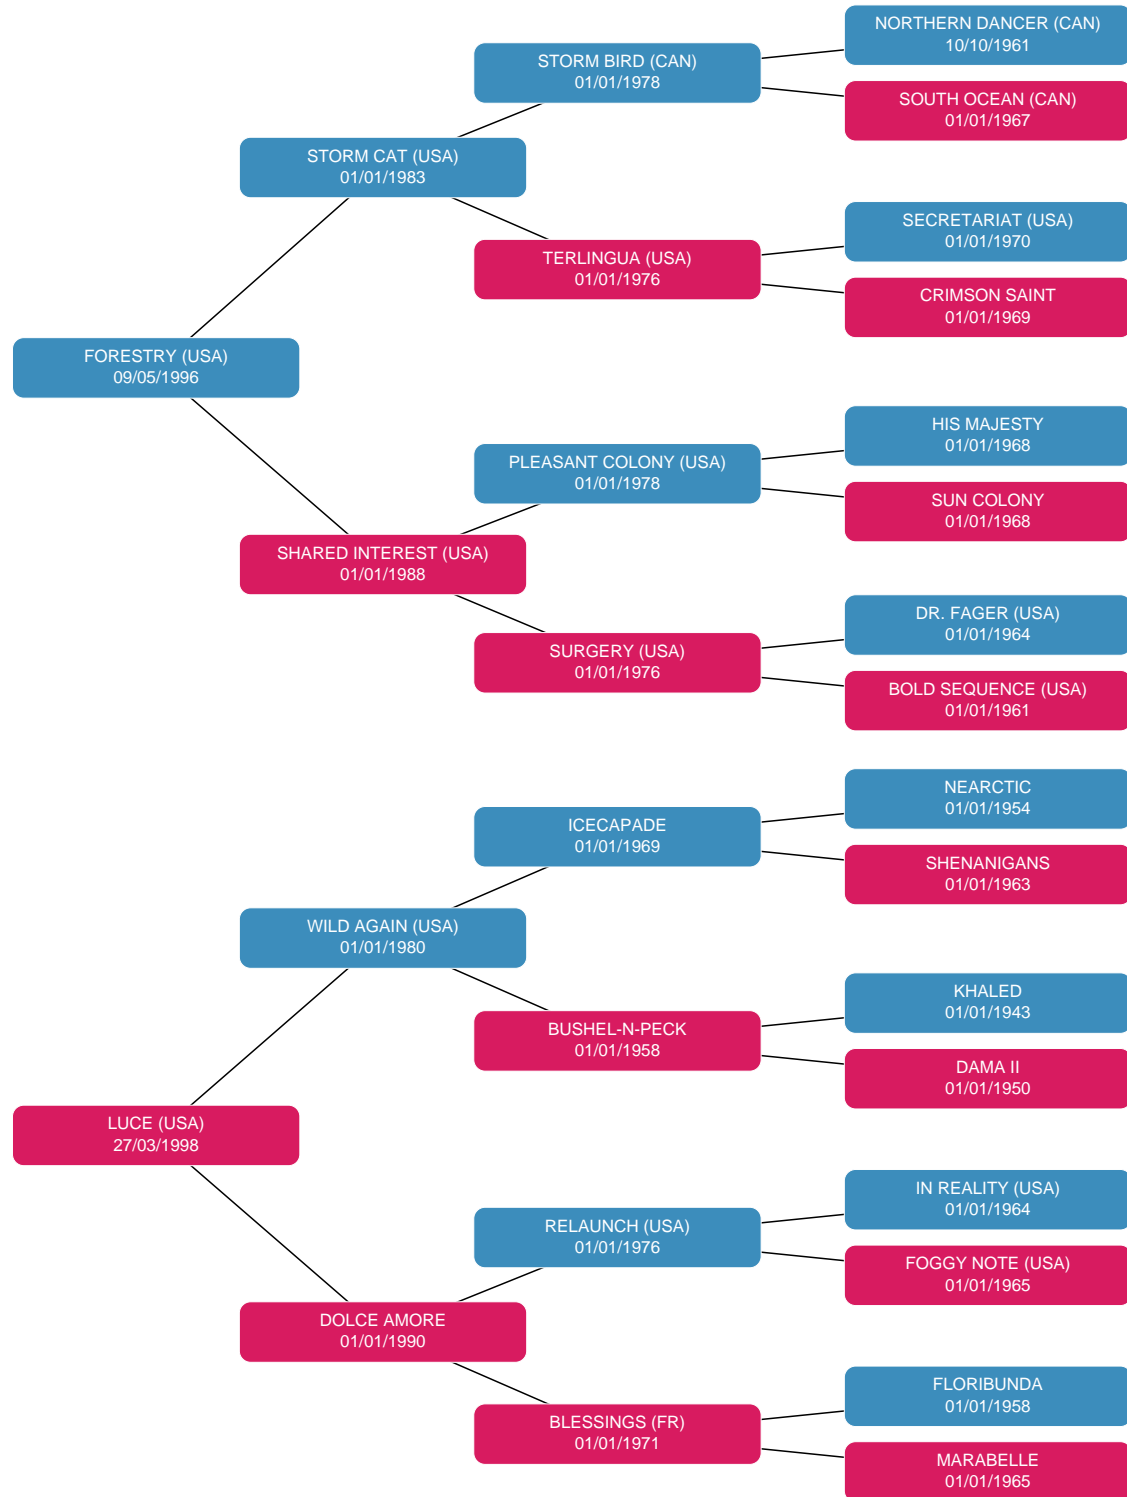 NORTHERN DANCER (CAN)
10/10/1961
STORM BIRD (CAN)
01/01/1978
SOUTH OCEAN (CAN)
01/01/1967
STORM CAT (USA)
01/01/1983
SECRETARIAT (USA)
01/01/1970
TERLINGUA (USA)
01/01/1976
CRIMSON SAINT
01/01/1969
FORESTRY (USA)
09/05/1996
HIS MAJESTY
01/01/1968
PLEASANT COLONY (USA)
01/01/1978
SUN COLONY
01/01/1968
SHARED INTEREST (USA)
01/01/1988
DR. FAGER (USA)
01/01/1964
SURGERY (USA)
01/01/1976
BOLD SEQUENCE (USA)
01/01/1961
NEARCTIC
01/01/1954
ICECAPADE
01/01/1969
SHENANIGANS
01/01/1963
WILD AGAIN (USA)
01/01/1980
KHALED
01/01/1943
BUSHEL-N-PECK
01/01/1958
DAMA II
01/01/1950
LUCE (USA)
27/03/1998
IN REALITY (USA)
01/01/1964
RELAUNCH (USA)
01/01/1976
FOGGY NOTE (USA)
01/01/1965
DOLCE AMORE
01/01/1990
FLORIBUNDA
01/01/1958
BLESSINGS (FR)
01/01/1971
MARABELLE
01/01/1965